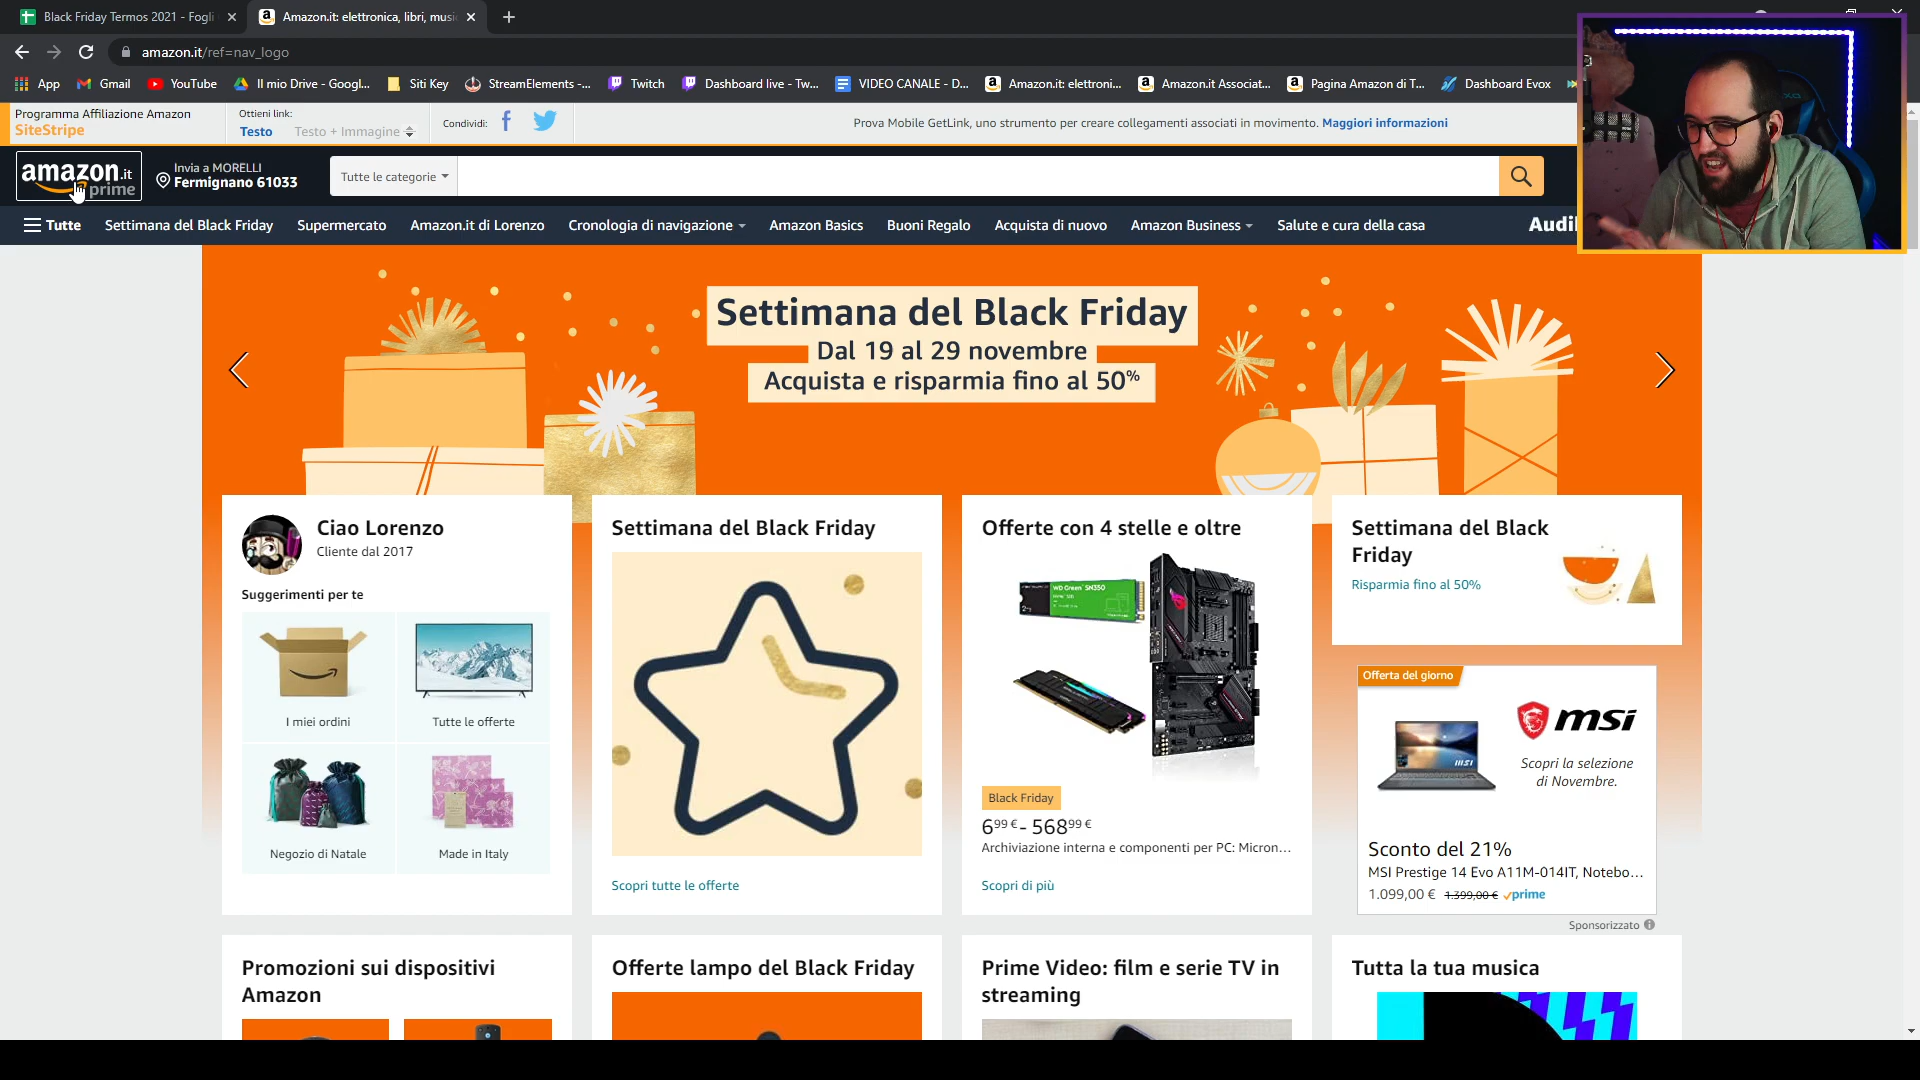 Black Friday Termos 2021 - Fogli
Amazon.it: elettronica, libri, musi
amazon.it/ref=nav_logo
App
Gmail
YouTube
Il mio Drive - Googl...
Siti Key
StreamElements -...
Twitch
Dashboard live - Tw...
VIDEO CANALE - D...
Amazon.it: elettroni...
Amazon.it Associat...
Pagina Amazon di T...
Dashboard Evox
Programma Affiliazione Amazon
SiteStripe
Ottieni link:
Testo
Testo + Immagine
Condividi:
Prova Mobile GetLink, uno strumento per creare collegamenti associati in movimento. Maggiori informazioni
amazon.it
prime
Invia a MORELLI
Fermignano 61033
Tutte le categorie
Tutte
Settimana del Black Friday
Supermercato
Amazon.it di Lorenzo
Cronologia di navigazione
Amazon Basics
Buoni Regalo
Acquista di nuovo
Amazon Business
Salute e cura della casa
Audi
Settimana del Black Friday
Dal 19 al 29 novembre
Acquista e risparmia fino al 50%
Ciao Lorenzo
Cliente dal 2017
Suggerimenti per te
I miei ordini
Tutte le offerte
Negozio di Natale
Made in Italy
Settimana del Black Friday
Scopri tutte le offerte
Offerte con 4 stelle e oltre
WD Green SN350
Black Friday
6,99 € - 568,99 €
Archiviazione interna e componenti per PC: Micron...
Scopri di più
Settimana del Black
Friday
Risparmia fino al 50%
Offerta del giorno
msi
Scopri la selezione
di Novembre.
msi
Sconto del 21%
MSI Prestige 14 Evo A11M-014IT, Notebo...
1.099,00 € 1.399,00 € prime
Sponsorizzato
Promozioni sui dispositivi
Amazon
Offerte lampo del Black Friday
Prime Video: film e serie TV in
streaming
Tutta la tua musica